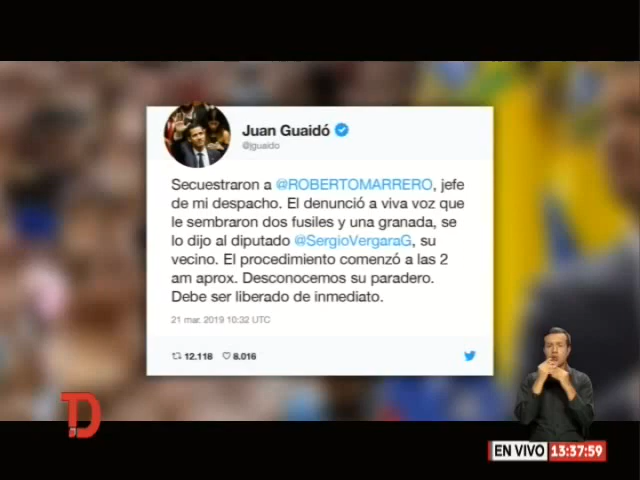 Juan Guaidó
@jguaido
Secuestraron a @ROBERTOMARRERO, jefe
de mi despacho. El denunció a viva voz que
le sembraron dos fusiles y una granada, se
lo dijo al diputado @SergioVergaraG, su
vecino. El procedimiento comenzó a las 2
am aprox. Desconocemos su paradero.
Debe ser liberado de inmediato.
21 mar. 2019 10:32 UTC
12.118 8.016
TD
EN VIVO 13:37:59